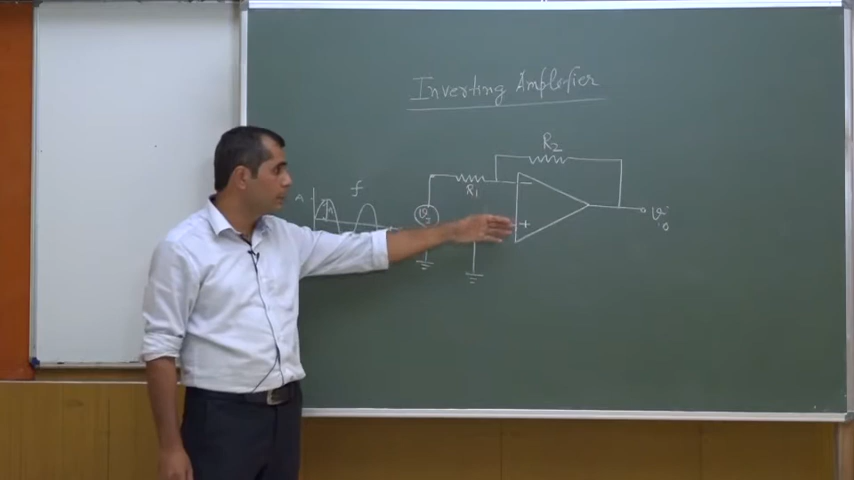 Inverting Amplifier
R2
R1
A
f
−
+
vo